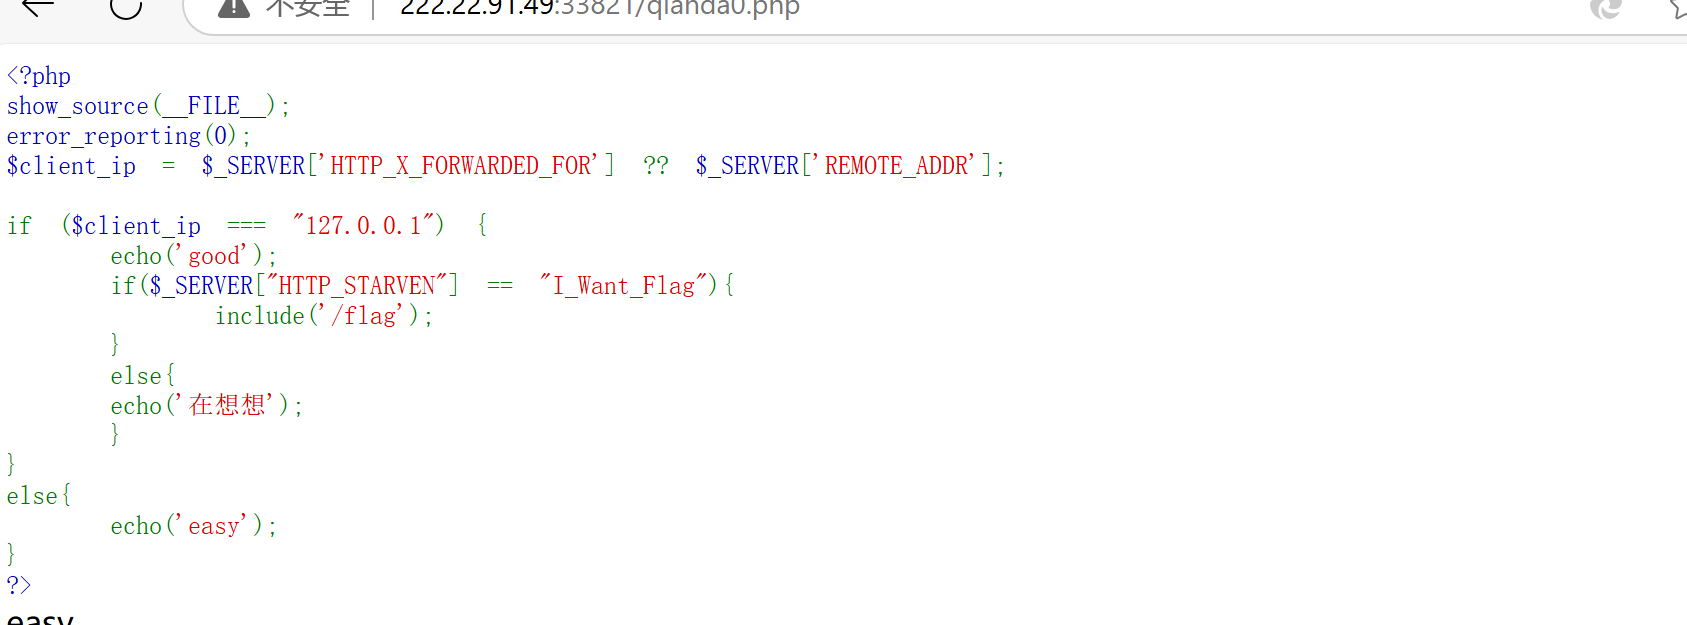 不安全 | 222.22.91.49:33821/qianda0.php
<?php
show_source(__FILE__);
error_reporting(0);
$client_ip = $_SERVER['HTTP_X_FORWARDED_FOR'] ?? $_SERVER['REMOTE_ADDR'];
if ($client_ip === "127.0.0.1") {
echo('good');
if($_SERVER["HTTP_STARVEN"] == "I_Want_Flag"){
include('/flag');
}
else{
echo('在想想');
}
}
else{
echo('easy');
}
?>
easy